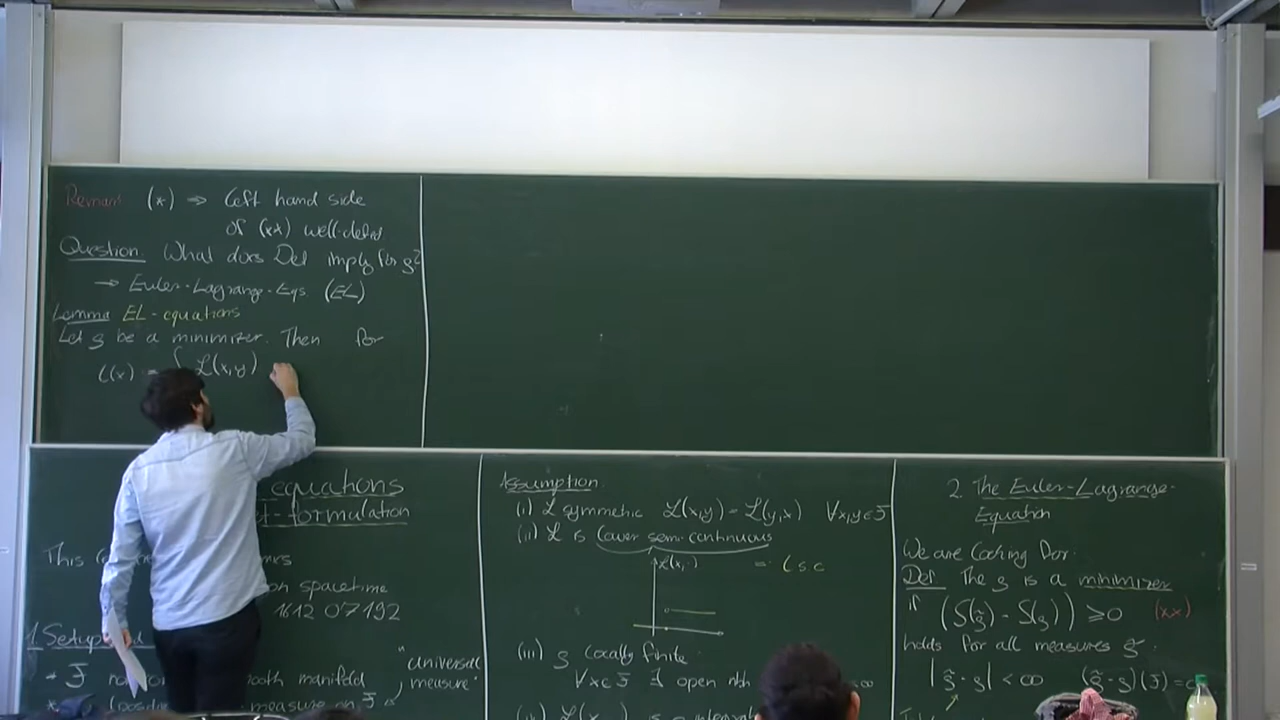 Remark (*) ⇒ Left hand side
of (**) well-defd
Question. What does Def imply for ρ?
→ Euler-Lagrange-Eqs. (EL)
Lemma EL-equations
Let ρ be a minimizer. Then for
ℓ(x) = ∫ ℒ(x,y)
equations
formulation
This
on spacetime
1612.07192
1. Setup
* ℱ smooth manifold
measure on ℱ
"universal
measure"
Assumption.
(i) ℒ symmetric ℒ(x,y) = ℒ(y,x) ∀x,y∈ℱ
(ii) ℒ is lower semi-continuous
ℒ(x,·) = lsc
(iii) ρ locally finite.
∀x∈ℱ ∃ open nbh
2. The Euler-Lagrange-
Equation
We are looking for.
Def The ρ is a minimizer
if (S(ρ̃) - S(ρ)) ≥ 0 (**)
holds for all measures ρ̃.
|ρ̃ - ρ| < ∞ (ρ̃-ρ)(ℱ) =